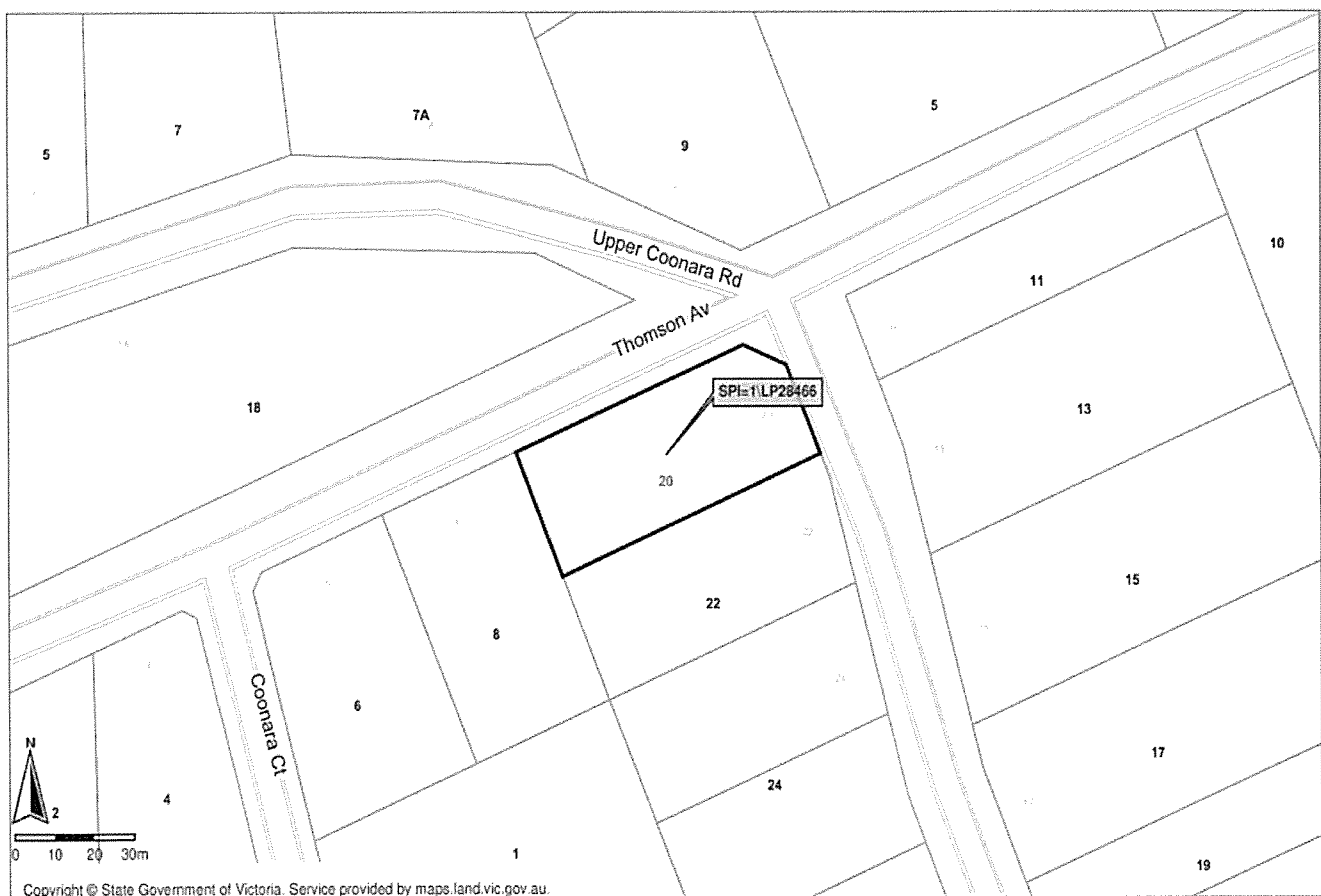 5
7
7A
9
5
10
11
13
15
17
19
Upper Coonara Rd
Thomson Av
SPI=1\LP28466
20
18
22
24
8
6
Coonara Ct
4
2
1
N
0 10 20 30m
Copyright © State Government of Victoria. Service provided by maps.land.vic.gov.au.